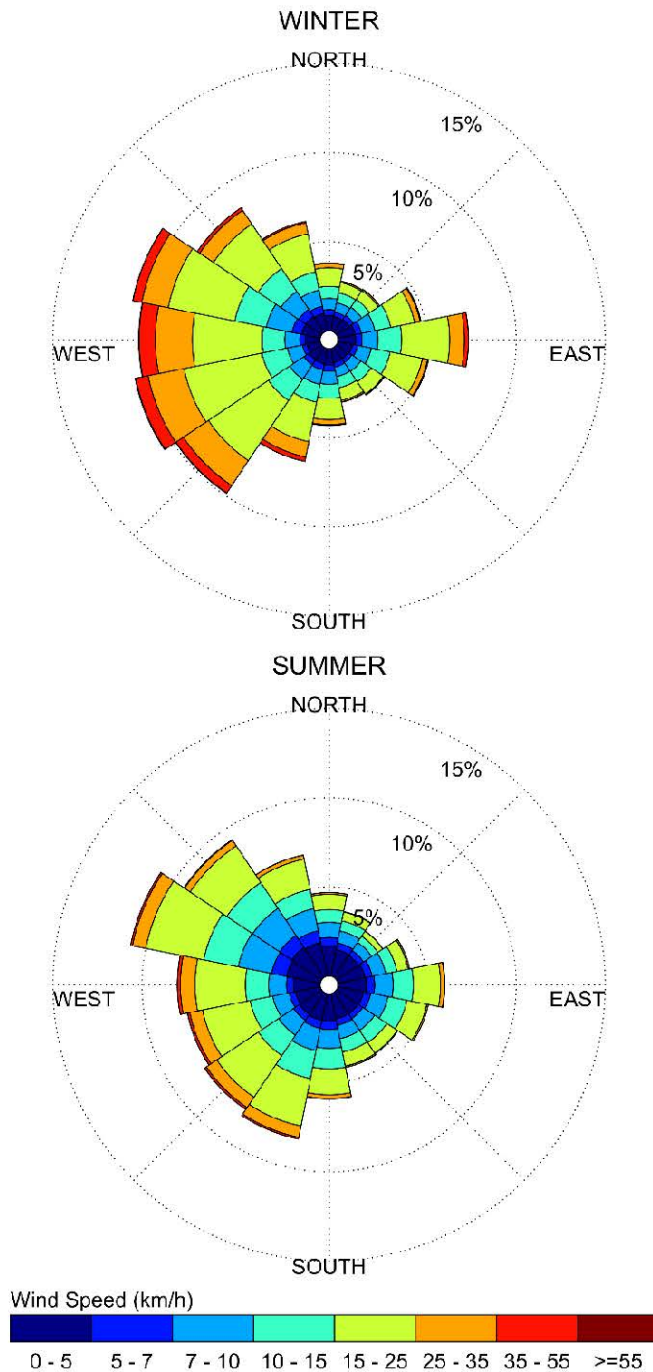 WINTER
NORTH
15%
10%
5%
WEST
EAST
SOUTH
SUMMER
NORTH
15%
10%
5%
WEST
EAST
SOUTH
Wind Speed (km/h)
0 - 5 5 - 7 7 - 10 10 - 15 15 - 25 25 - 35 35 - 55 >=55